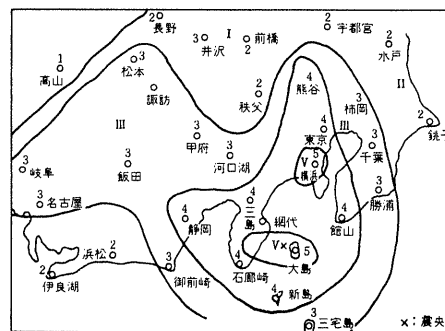 長野 2
I
3 井沢
2 前橋
2 宇都宮
2 水戸
1 高山
3 松本
諏訪
2 秩父
4 熊谷
3 柿岡
II
2 銚子
III
3 甲府
3 河口湖
4 東京
III
3 千葉
V 5 横浜
3 岐阜
3 飯田
3 名古屋
4 静岡
4 三島
網代
4 館山
3 勝浦
浜松 2
2 伊良湖
3 御前崎
4 石廊崎
V× 5 大島
4 新島
3 三宅島
×：震央